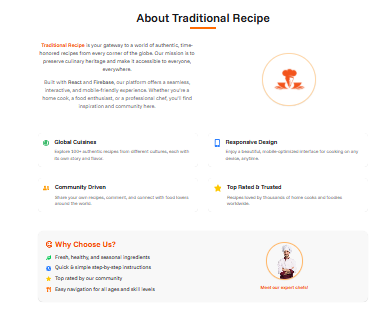 About Traditional Recipe
Traditional Recipe is your gateway to a world of authentic, time-
honored recipes from every corner of the globe. Our mission is to
preserve culinary heritage and make it accessible to everyone,
everywhere.
Built with React and Firebase, our platform offers a seamless,
interactive, and mobile-friendly experience. Whether you're a
home cook, a food enthusiast, or a professional chef, you'll find
inspiration and community here.
Global Cuisines
Explore 100+ authentic recipes from different cultures, each with
its own story and flavor.
Responsive Design
Enjoy a beautiful, mobile-optimized interface for cooking on any
device, anytime.
Community Driven
Share your own recipes, comment, and connect with food lovers
around the world.
Top Rated & Trusted
Recipes loved by thousands of home cooks and foodies
worldwide.
Why Choose Us?
Fresh, healthy, and seasonal ingredients
Quick & simple step-by-step instructions
Top rated by our community
Easy navigation for all ages and skill levels
Meet our expert chefs!